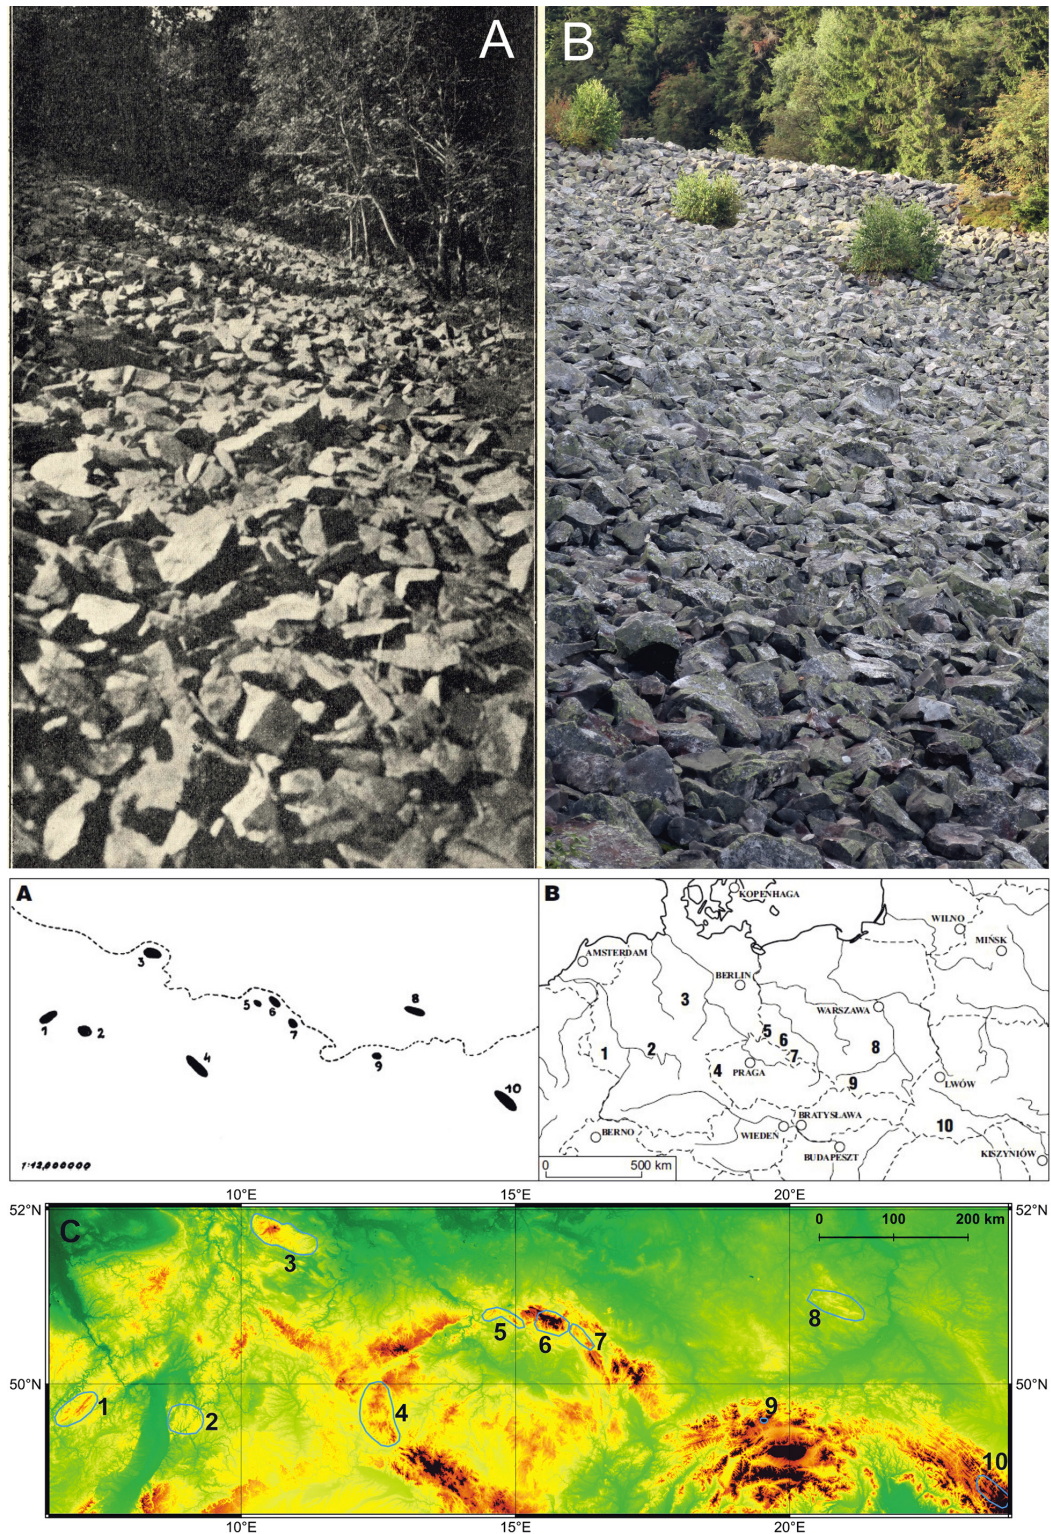 A
B
A
3
5
6
8
1
2
7
4
9
10
1:12,000000
B
KOPENHAGA
WILNO
MIŃSK
AMSTERDAM
BERLIN
3
WARSZAWA
5
6
1
2
7
8
4
PRAGA
9
LWÓW
BRATYSŁAWA
10
BERNO
WIEDEŃ
BUDAPESZT
KISZYNIÓW
0
500 km
10°E
15°E
20°E
52°N
52°N
C
0
100
200 km
3
5
6
7
8
50°N
50°N
1
2
4
9
10
10°E
15°E
20°E